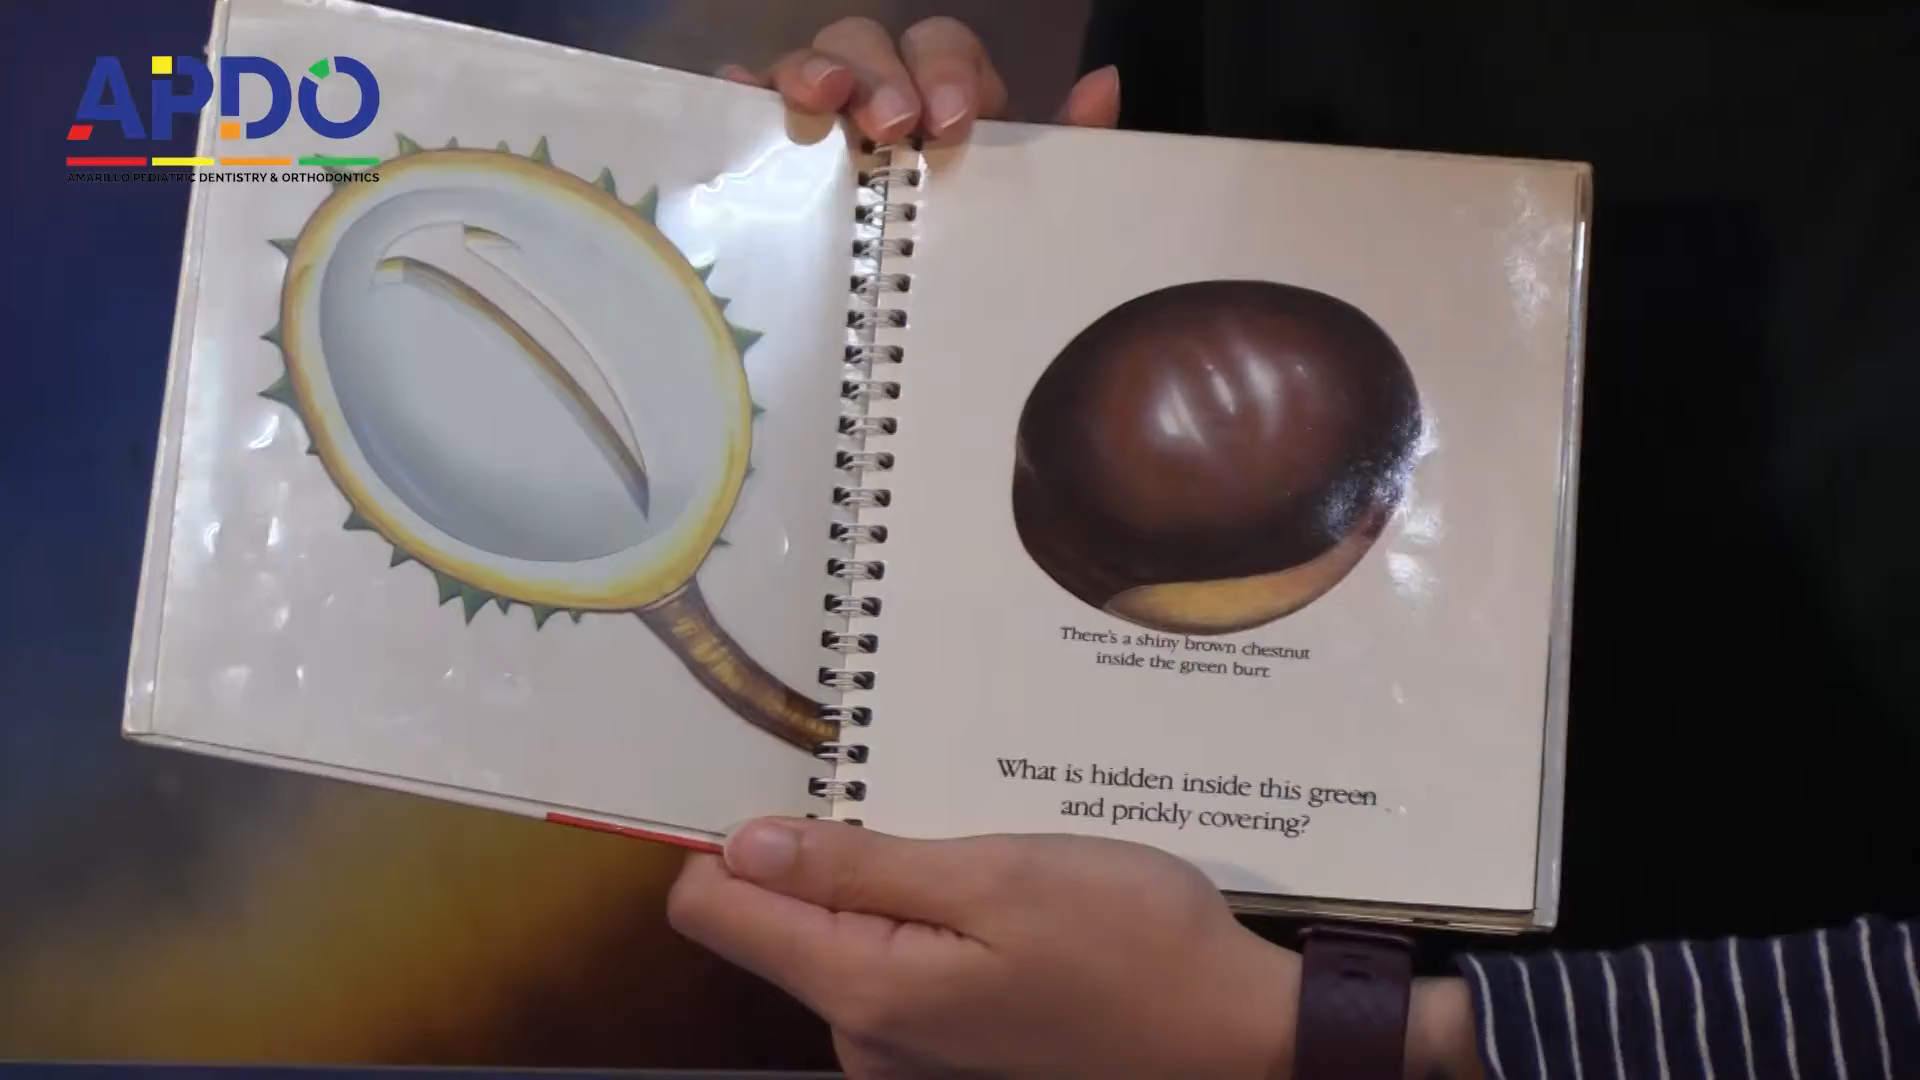 APDO
AMARILLO PEDIATRIC DENTISTRY & ORTHODONTICS
There's a shiny brown chestnut
inside the green burr.
What is hidden inside this green
and prickly covering?